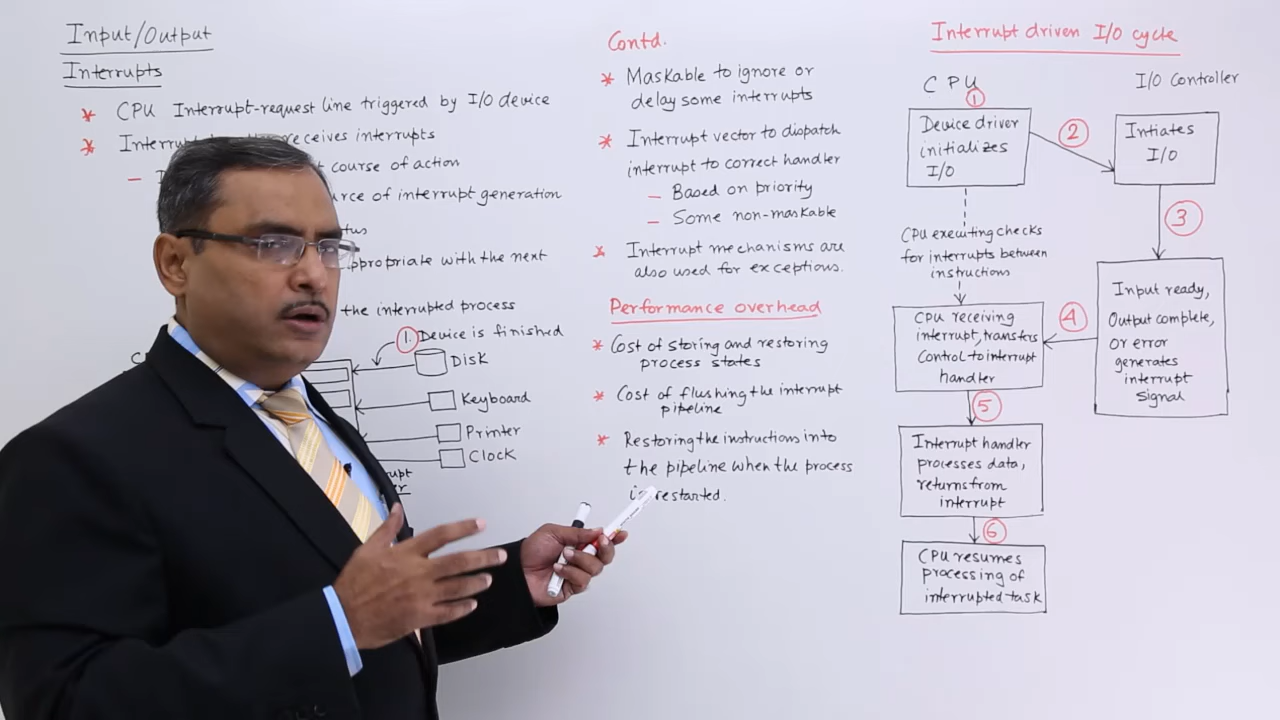 Input/Output
Interrupts
* CPU Interrupt-request line triggered by I/O device
* receives interrupts
course of action
of interrupt generation
appropriate with the next
the interrupted process
1. Device is finished
Disk
Keyboard
Printer
Clock
Contd.
* Maskable to ignore or
delay some interrupts
* Interrupt vector to dispatch
interrupt to correct handler
– Based on priority
– Some non-maskable
* Interrupt mechanisms are
also used for exceptions.
Performance overhead
* Cost of storing and restoring
process states
* Cost of flushing the interrupt
pipeline
* Restoring the instructions into
the pipeline when the process
is restarted.
Interrupt driven I/O cycle
CPU
I/O Controller
1
Device driver
initializes
I/O
2
Intiates
I/O
3
CPU executing checks
for interrupts between
instructions
Input ready,
Output complete,
or error
generates
interrupt
Signal
4
CPU receiving
interrupt, transfers
Control to interrupt
handler
5
Interrupt handler
processes data,
returns from
interrupt
6
CPU resumes
processing of
interrupted task